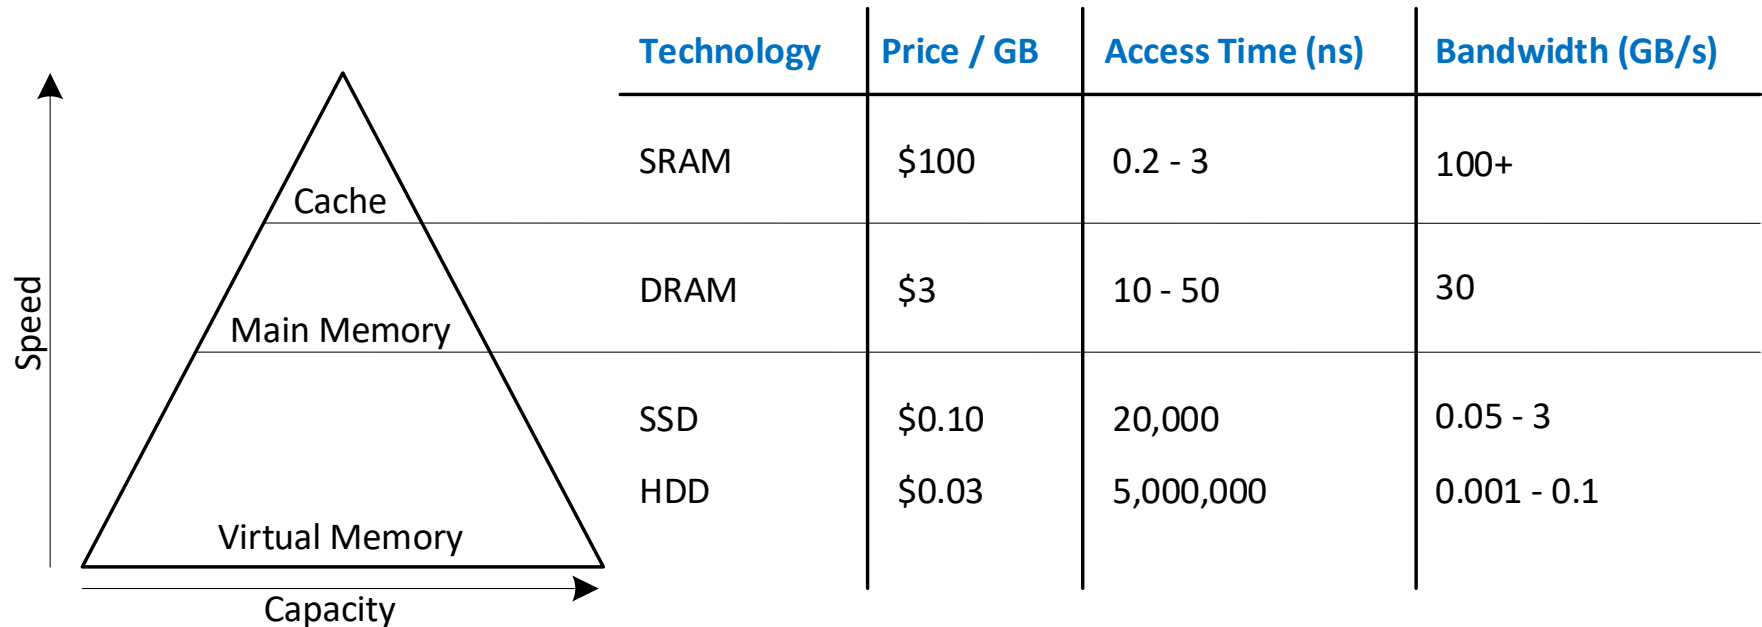 Technology Price / GB Access Time (ns) Bandwidth (GB/s)
SRAM $100 0.2 - 3 100+
Cache
DRAM $3 10 - 50 30
Main Memory
SSD $0.10 20,000 0.05 - 3
HDD $0.03 5,000,000 0.001 - 0.1
Virtual Memory
Speed
Capacity